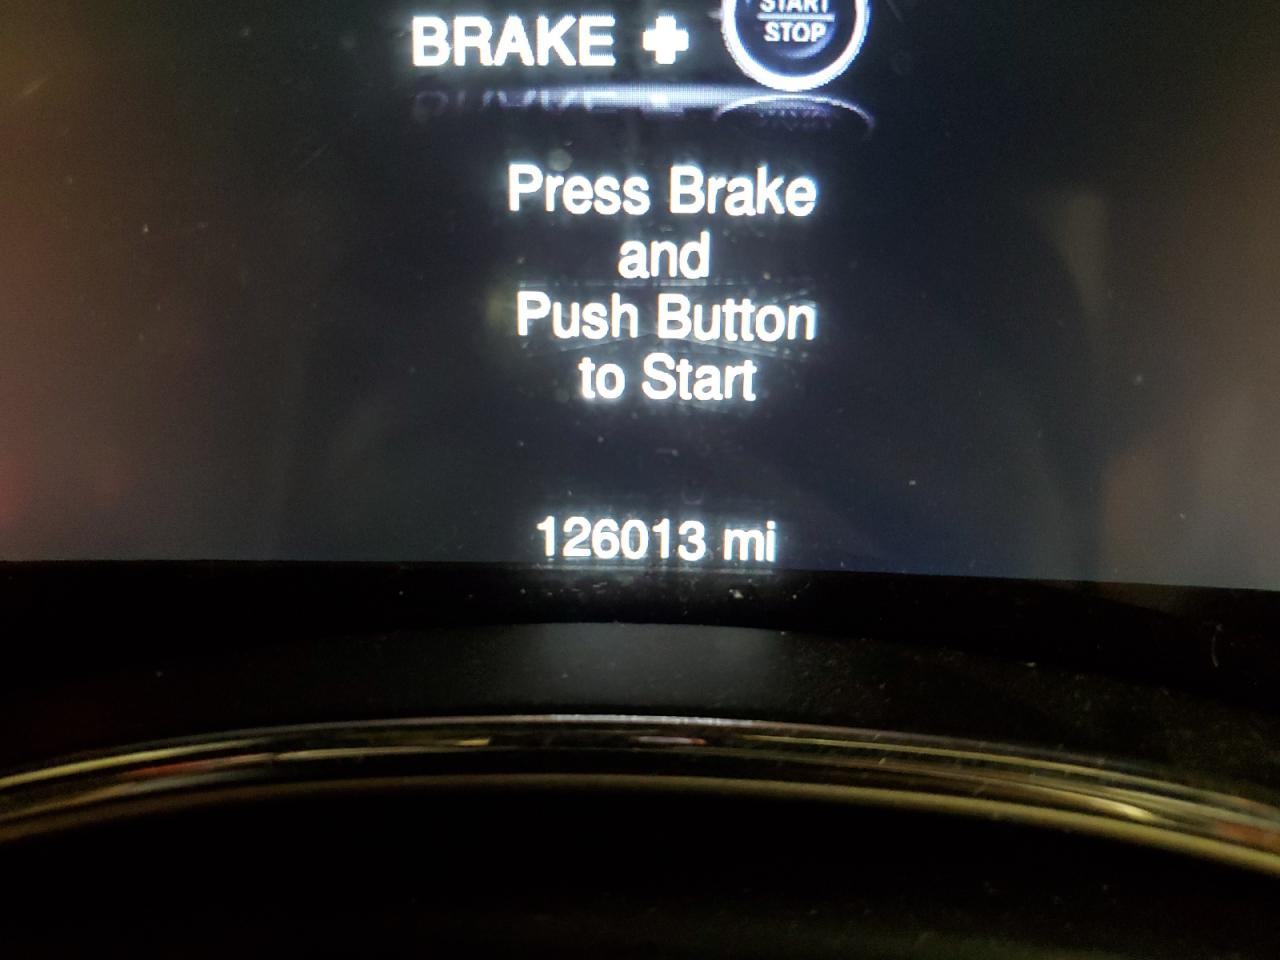 START
BRAKE + STOP
Press Brake
and
Push Button
to Start
126013 mi